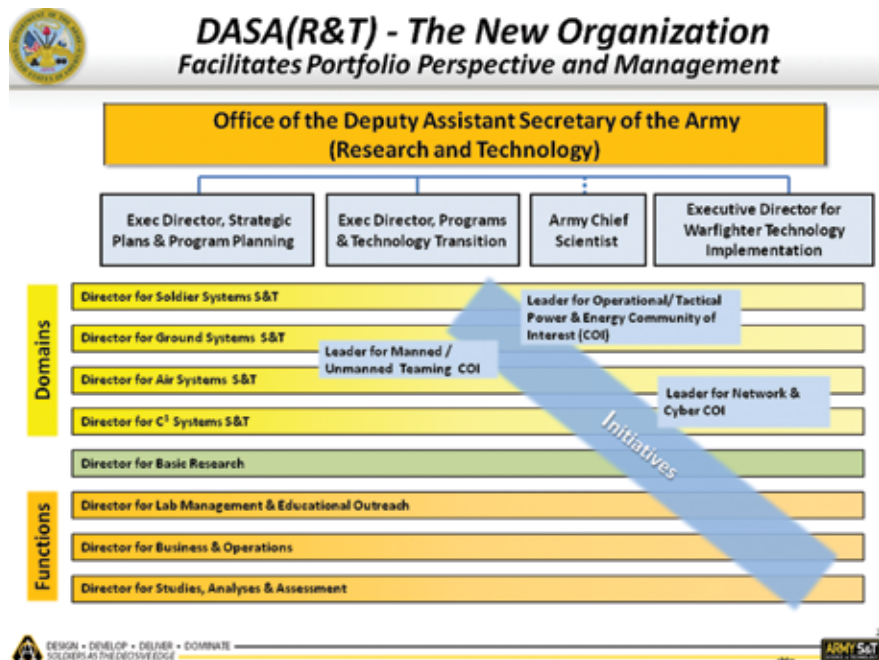 DASA(R&T) - The New Organization
Facilitates Portfolio Perspective and Management
Office of the Deputy Assistant Secretary of the Army
(Research and Technology)
Exec Director, Strategic
Plans & Program Planning
Exec Director, Programs
& Technology Transition
Army Chief
Scientist
Executive Director for
Warfighter Technology
Implementation
Domains
Director for Soldier Systems S&T
Director for Ground Systems S&T
Director for Air Systems S&T
Director for C³ Systems S&T
Leader for Operational/ Tactical
Power & Energy Community of
Interest (COI)
Leader for Manned /
Unmanned Teaming COI
Leader for Network &
Cyber COI
Initiatives
Director for Basic Research
Functions
Director for Lab Management & Educational Outreach
Director for Business & Operations
Director for Studies, Analyses & Assessment
DESIGN • DEVELOP • DELIVER • DOMINATE
SOLDIERS AS THE DECISIVE EDGE
ARMY S&T